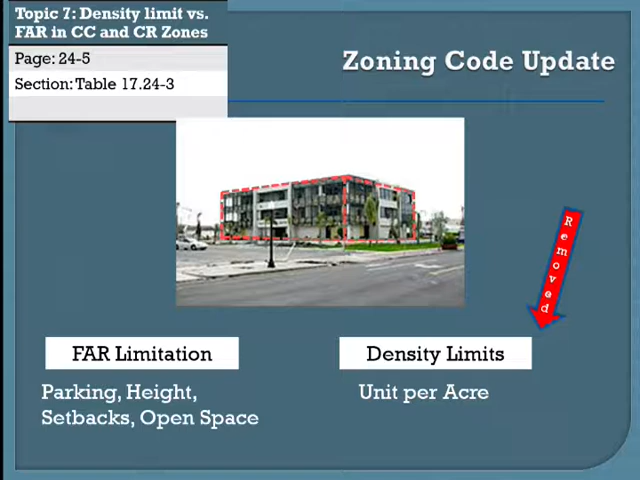 Topic 7: Density limit vs.
FAR in CC and CR Zones
Page: 24-5
Section: Table 17.24-3
Zoning Code Update
Removed
FAR Limitation
Density Limits
Parking, Height,
Setbacks, Open Space
Unit per Acre